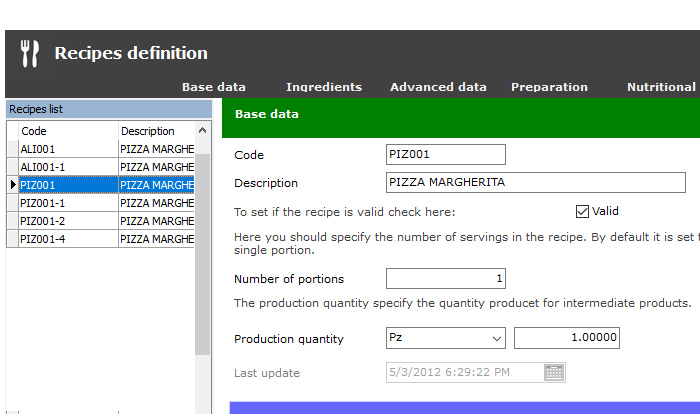 Recipes definition
Base data Ingredients Advanced data Preparation Nutritional
Recipes list
Code Description
ALI001 PIZZA MARGHE
ALI001-1 PIZZA MARGHE
PIZ001 PIZZA MARGHE
PIZ001-1 PIZZA MARGHE
PIZ001-2 PIZZA MARGHE
PIZ001-4 PIZZA MARGHE
Base data
Code PIZ001
Description PIZZA MARGHERITA
To set if the recipe is valid check here: Valid
Here you should specify the number of servings in the recipe. By default it is set t
single portion.
Number of portions 1
The production quantity specify the quantity producet for intermediate products.
Production quantity Pz 1.00000
Last update 5/3/2012 6:29:22 PM